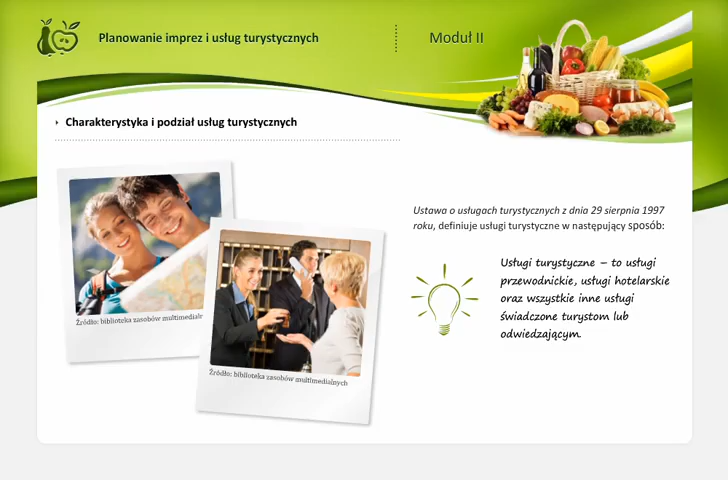 Planowanie imprez i usług turystycznych
Moduł II
Charakterystyka i podział usług turystycznych
Ustawa o usługach turystycznych z dnia 29 sierpnia 1997
roku, definiuje usługi turystyczne w następujący sposób:
Usługi turystyczne – to usługi
przewodnickie, usługi hotelarskie
oraz wszystkie inne usługi
świadczone turystom lub
odwiedzającym.
Źródło: biblioteka zasobów multimedialn
Źródło: biblioteka zasobów multimedialnych